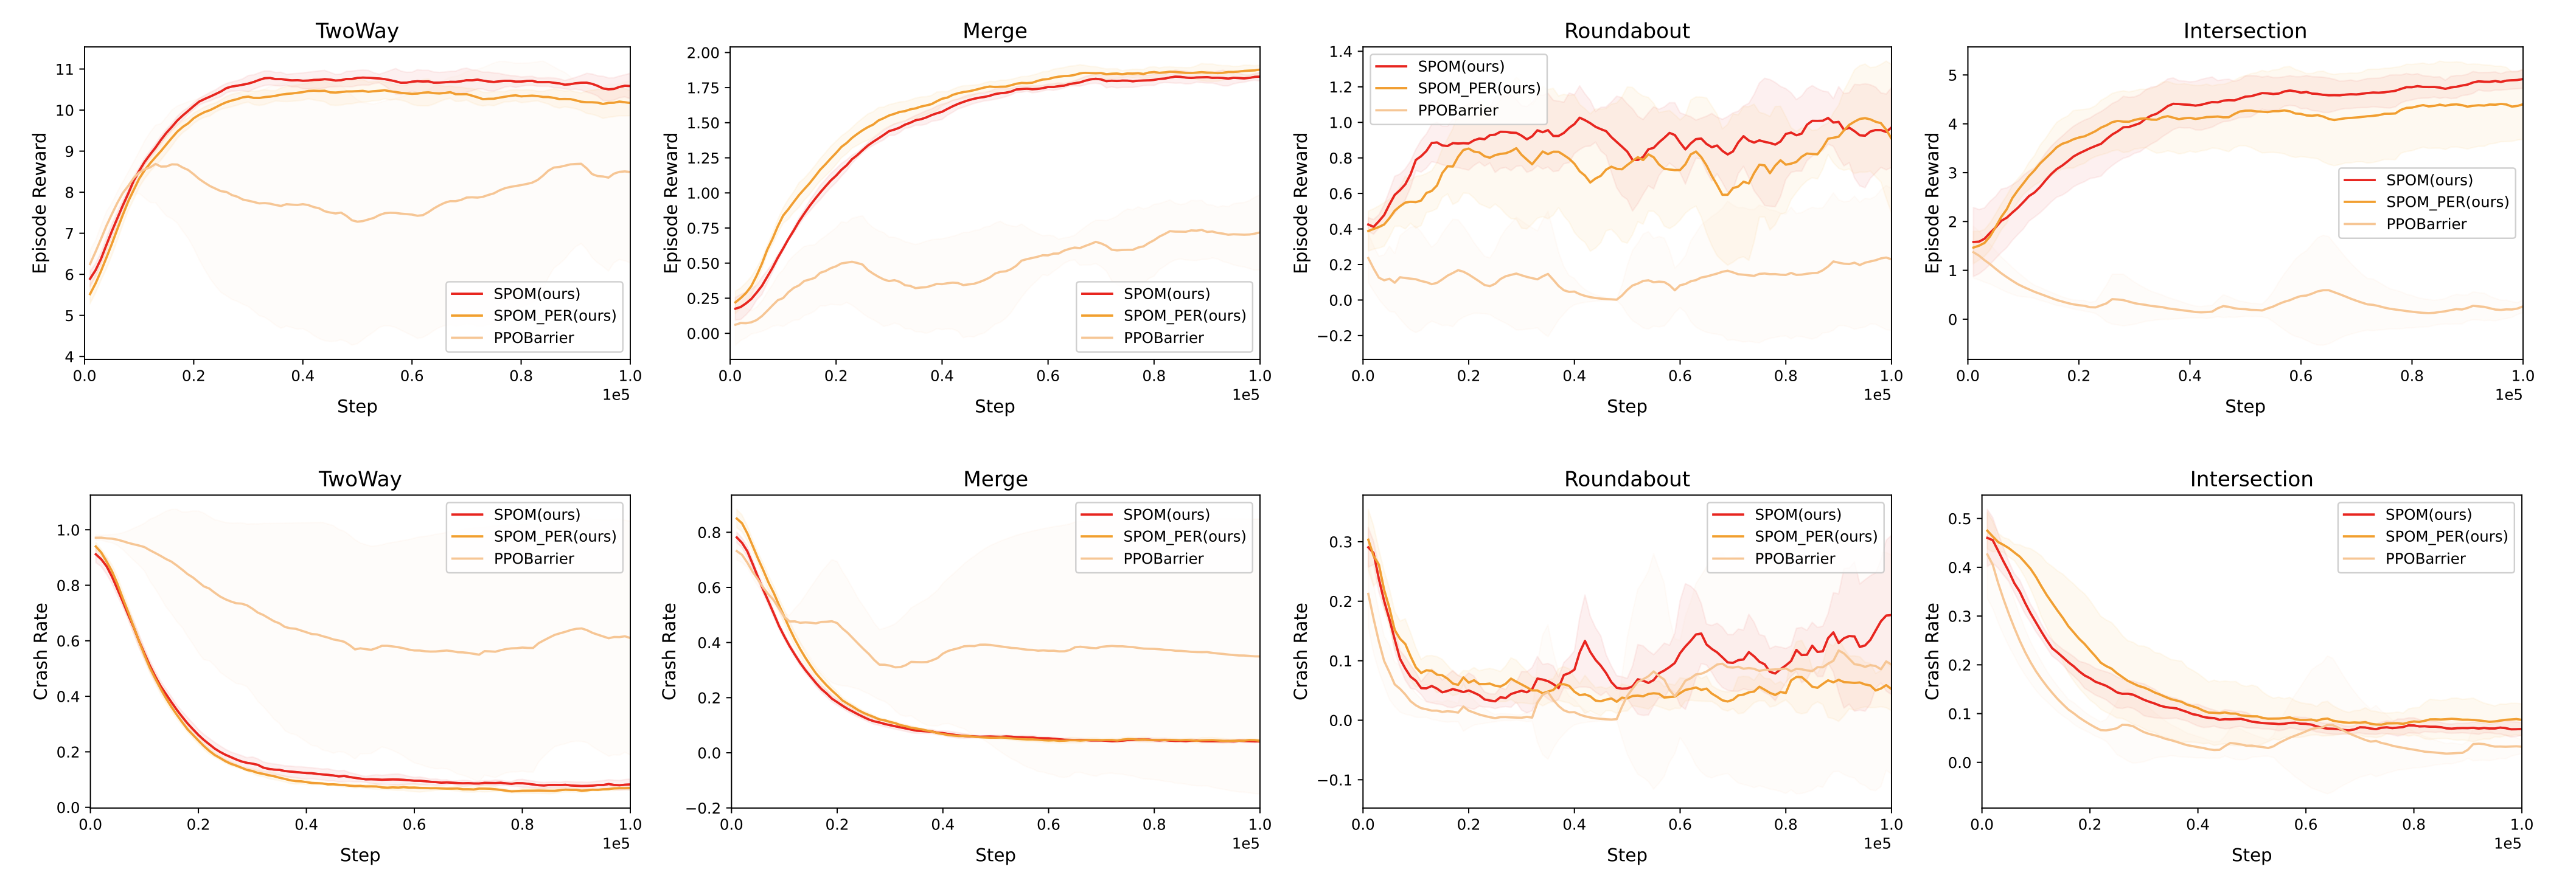 TwoWay
Episode Reward
11
10
9
8
7
6
5
4
SPOM(ours)
SPOM_PER(ours)
PPOBarrier
0.0 0.2 0.4 0.6 0.8 1.0
1e5
Step
Merge
Episode Reward
2.00
1.75
1.50
1.25
1.00
0.75
0.50
0.25
0.00
SPOM(ours)
SPOM_PER(ours)
PPOBarrier
0.0 0.2 0.4 0.6 0.8 1.0
1e5
Step
Roundabout
Episode Reward
1.4
1.2
1.0
0.8
0.6
0.4
0.2
0.0
−0.2
SPOM(ours)
SPOM_PER(ours)
PPOBarrier
0.0 0.2 0.4 0.6 0.8 1.0
1e5
Step
Intersection
Episode Reward
5
4
3
2
1
0
SPOM(ours)
SPOM_PER(ours)
PPOBarrier
0.0 0.2 0.4 0.6 0.8 1.0
1e5
Step
TwoWay
Crash Rate
1.0
0.8
0.6
0.4
0.2
0.0
SPOM(ours)
SPOM_PER(ours)
PPOBarrier
0.0 0.2 0.4 0.6 0.8 1.0
1e5
Step
Merge
Crash Rate
0.8
0.6
0.4
0.2
0.0
−0.2
SPOM(ours)
SPOM_PER(ours)
PPOBarrier
0.0 0.2 0.4 0.6 0.8 1.0
1e5
Step
Roundabout
Crash Rate
0.3
0.2
0.1
0.0
−0.1
SPOM(ours)
SPOM_PER(ours)
PPOBarrier
0.0 0.2 0.4 0.6 0.8 1.0
1e5
Step
Intersection
Crash Rate
0.5
0.4
0.3
0.2
0.1
0.0
SPOM(ours)
SPOM_PER(ours)
PPOBarrier
0.0 0.2 0.4 0.6 0.8 1.0
1e5
Step